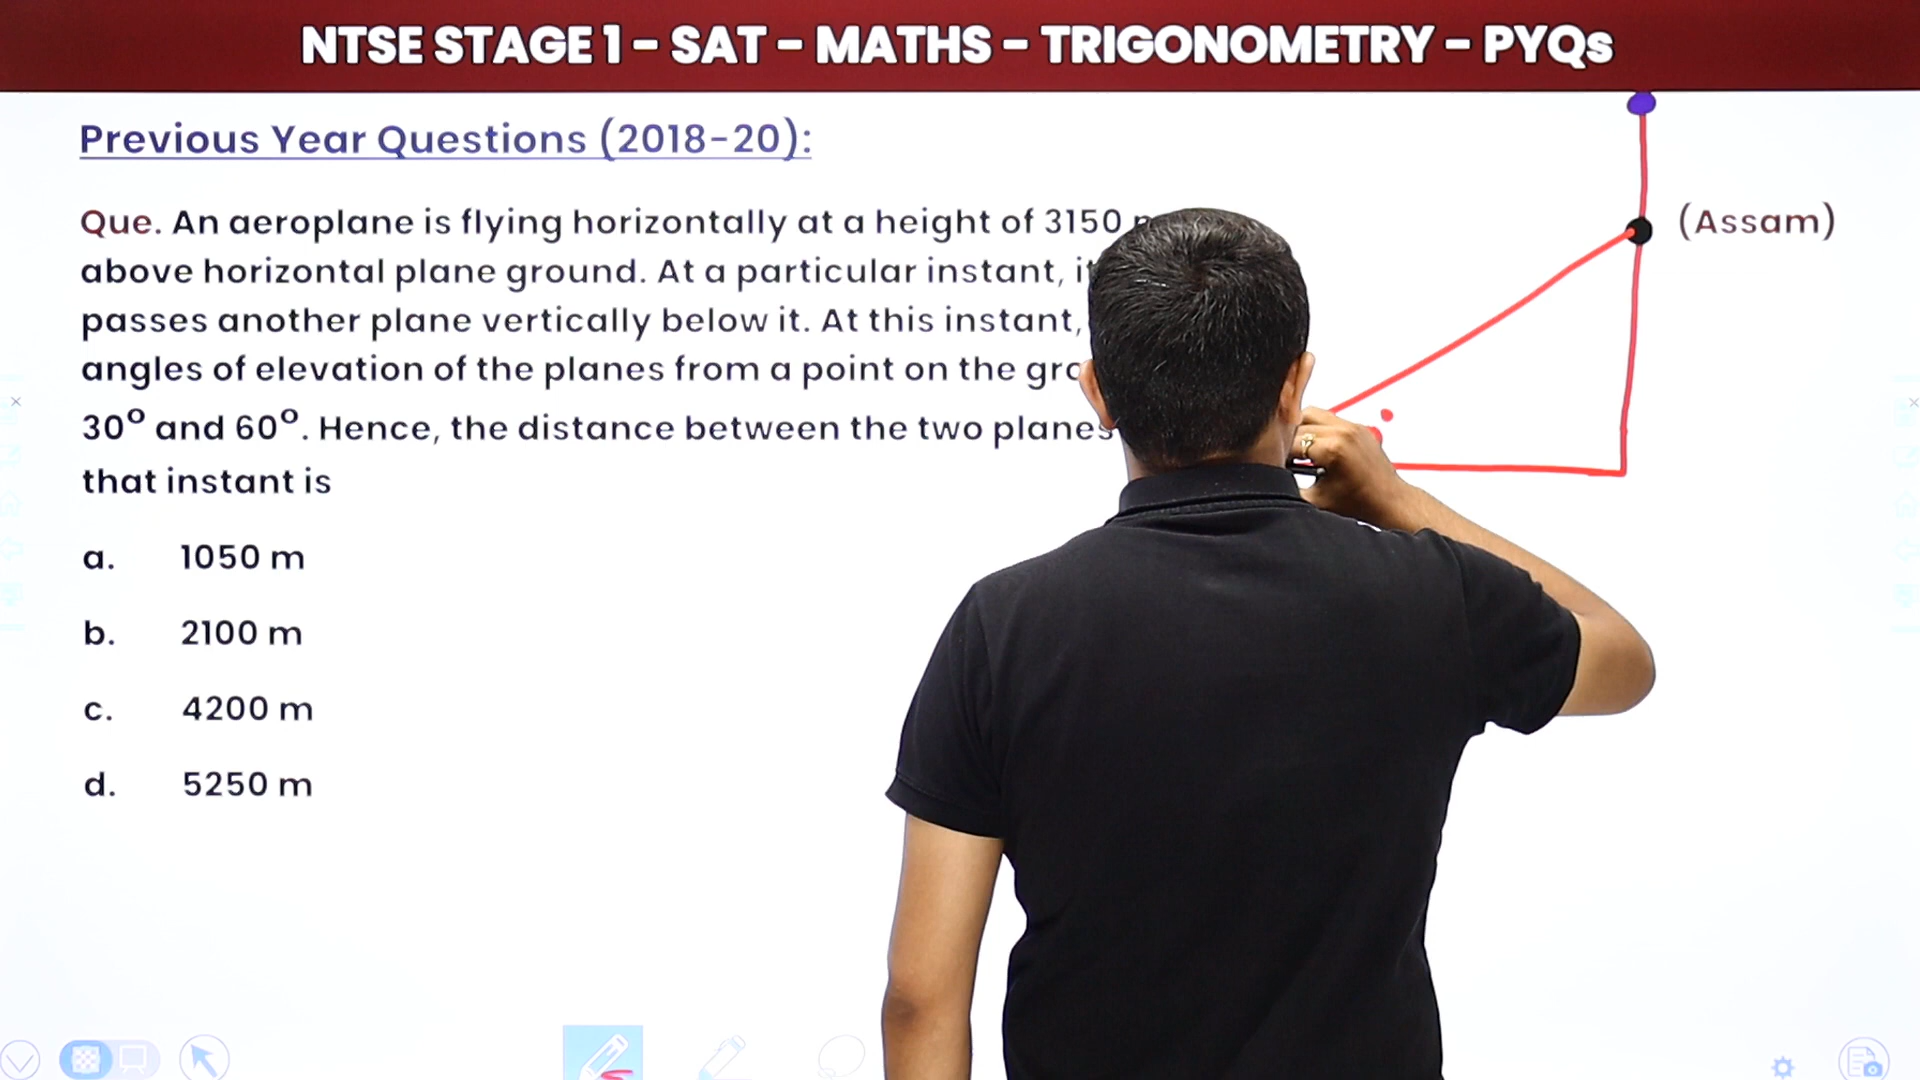 NTSE STAGE 1 – SAT – MATHS – TRIGONOMETRY – PYQs
Previous Year Questions (2018-20):
Que. An aeroplane is flying horizontally at a height of 3150
above horizontal plane ground. At a particular instant,
passes another plane vertically below it. At this instant,
angles of elevation of the planes from a point on the
30° and 60°. Hence, the distance between the two planes
that instant is
(Assam)
a. 1050 m
b. 2100 m
c. 4200 m
d. 5250 m